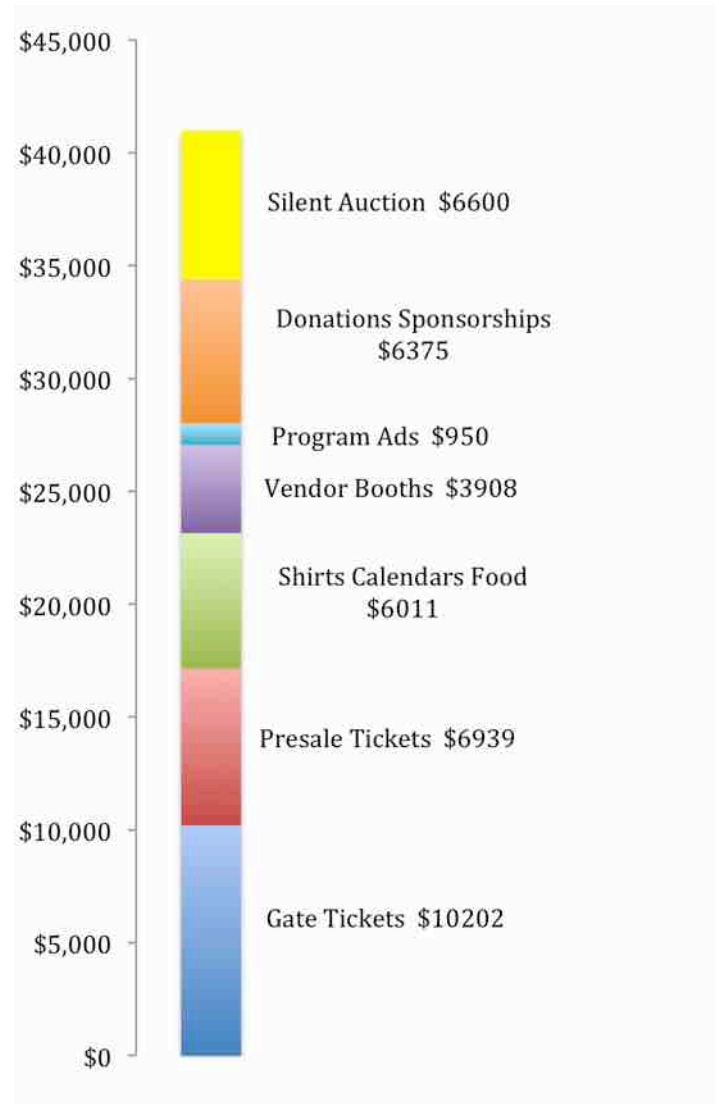 $45,000
$40,000
Silent Auction  $6600
$35,000
Donations Sponsorships
$6375
$30,000
Program Ads  $950
Vendor Booths  $3908
$25,000
Shirts Calendars Food
$6011
$20,000
$15,000
Presale Tickets  $6939
$10,000
Gate Tickets  $10202
$5,000
$0